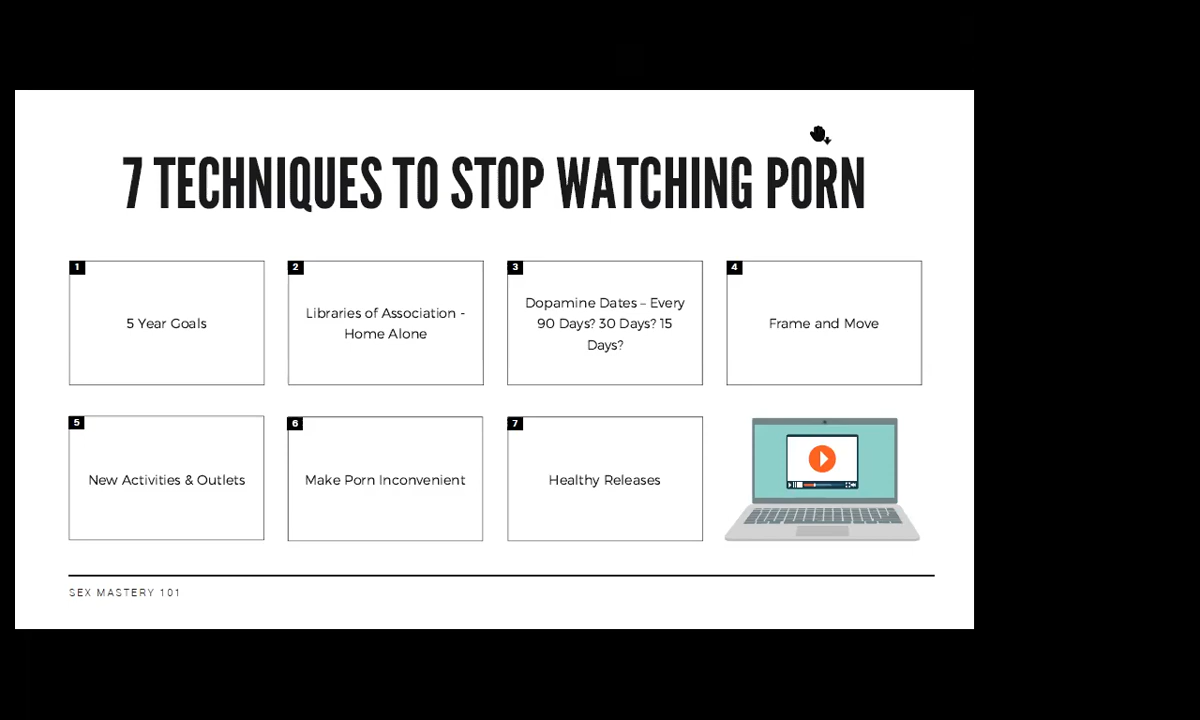 7 TECHNIQUES TO STOP WATCHING PORN
1
5 Year Goals
2
Libraries of Association -
Home Alone
3
Dopamine Dates – Every
90 Days? 30 Days? 15
Days?
4
Frame and Move
5
New Activities & Outlets
6
Make Porn Inconvenient
7
Healthy Releases
SEX MASTERY 101